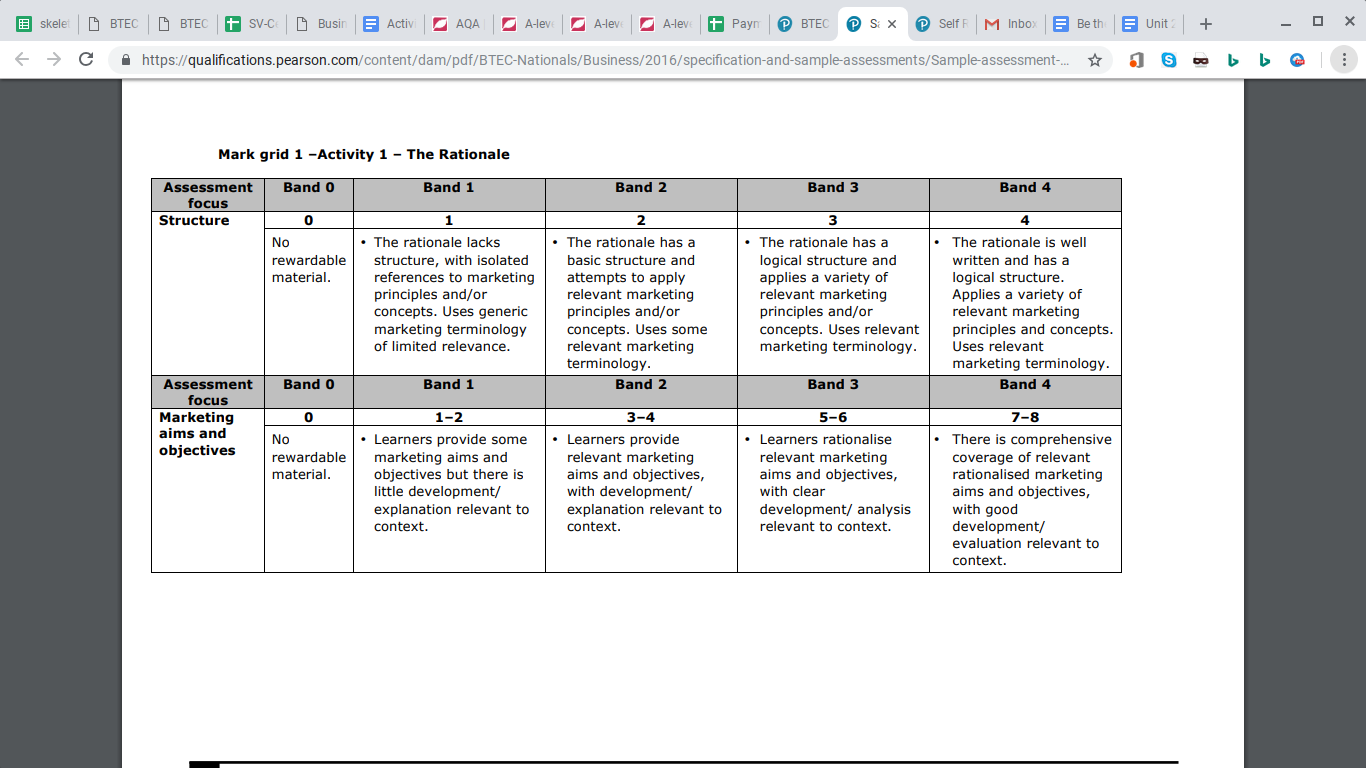 skelet
BTEC
BTEC
SV-Co
Busin
Activi
AQA
A-leve
A-leve
A-leve
Paym
BTEC
Sa
Self R
Inbox
Be th
Unit 2
https://qualifications.pearson.com/content/dam/pdf/BTEC-Nationals/Business/2016/specification-and-sample-assessments/Sample-assessment-...
Mark grid 1 –Activity 1 – The Rationale
Assessment
focus
Band 0
Band 1
Band 2
Band 3
Band 4
Structure
0
1
2
3
4
No
rewardable
material.
• The rationale lacks
structure, with isolated
references to marketing
principles and/or
concepts. Uses generic
marketing terminology
of limited relevance.
• The rationale has a
basic structure and
attempts to apply
relevant marketing
principles and/or
concepts. Uses some
relevant marketing
terminology.
• The rationale has a
logical structure and
applies a variety of
relevant marketing
principles and/or
concepts. Uses relevant
marketing terminology.
• The rationale is well
written and has a
logical structure.
Applies a variety of
relevant marketing
principles and concepts.
Uses relevant
marketing terminology.
Assessment
focus
Band 0
Band 1
Band 2
Band 3
Band 4
Marketing
aims and
objectives
0
1–2
3–4
5–6
7–8
No
rewardable
material.
• Learners provide some
marketing aims and
objectives but there is
little development/
explanation relevant to
context.
• Learners provide
relevant marketing
aims and objectives,
with development/
explanation relevant to
context.
• Learners rationalise
relevant marketing
aims and objectives,
with clear
development/ analysis
relevant to context.
• There is comprehensive
coverage of relevant
rationalised marketing
aims and objectives,
with good
development/
evaluation relevant to
context.